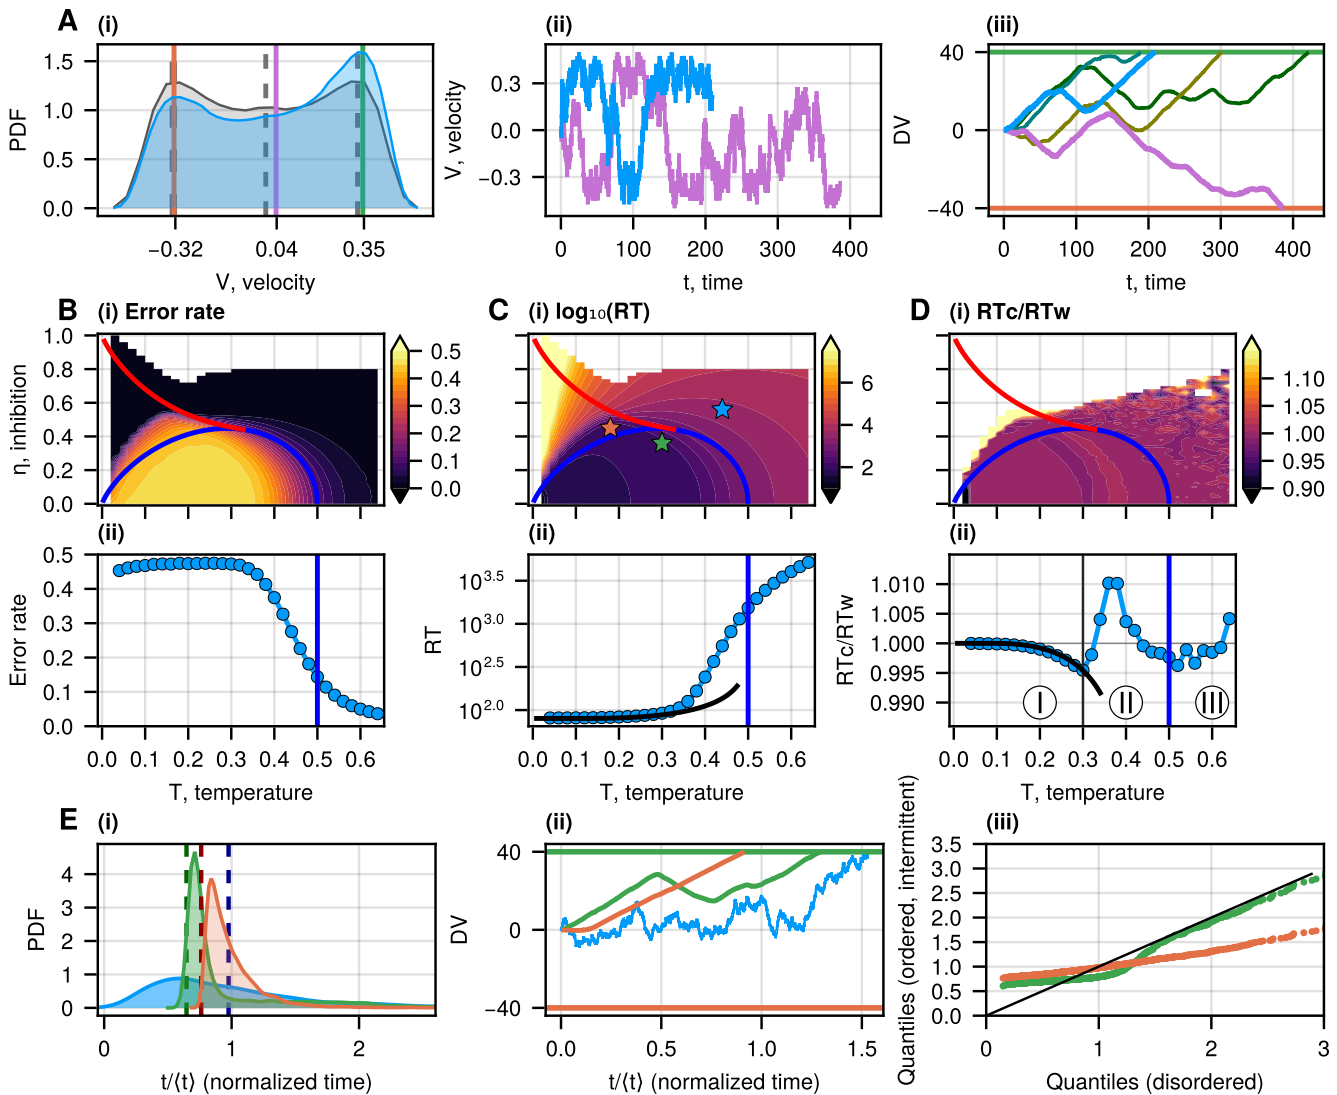 A (i)
PDF
1.5
1.0
0.5
0.0
−0.32 0.04 0.35
V, velocity
(ii)
V, velocity
0.3
0.0
−0.3
0 100 200 300 400
t, time
(iii)
DV
40
0
−40
0 100 200 300 400
t, time
B (i) Error rate
η, inhibition
1.0
0.8
0.6
0.4
0.2
0.0
0.5
0.4
0.3
0.2
0.1
0.0
C (i) log₁₀(RT)
6
4
2
D (i) RTc/RTw
1.10
1.05
1.00
0.95
0.90
(ii)
Error rate
0.5
0.4
0.3
0.2
0.1
0.0
0.0 0.1 0.2 0.3 0.4 0.5 0.6
T, temperature
(ii)
RT
10^3.5
10^3.0
10^2.5
10^2.0
0.0 0.1 0.2 0.3 0.4 0.5 0.6
T, temperature
(ii)
RTc/RTw
1.010
1.005
1.000
0.995
0.990
I II III
0.0 0.1 0.2 0.3 0.4 0.5 0.6
T, temperature
E (i)
PDF
4
3
2
1
0
0 1 2
t/⟨t⟩ (normalized time)
(ii)
DV
40
0
−40
0.0 0.5 1.0 1.5
t/⟨t⟩ (normalized time)
(iii)
Quantiles (ordered, intermittent)
3.5
3.0
2.5
2.0
1.5
1.0
0.5
0.0
0 1 2 3
Quantiles (disordered)